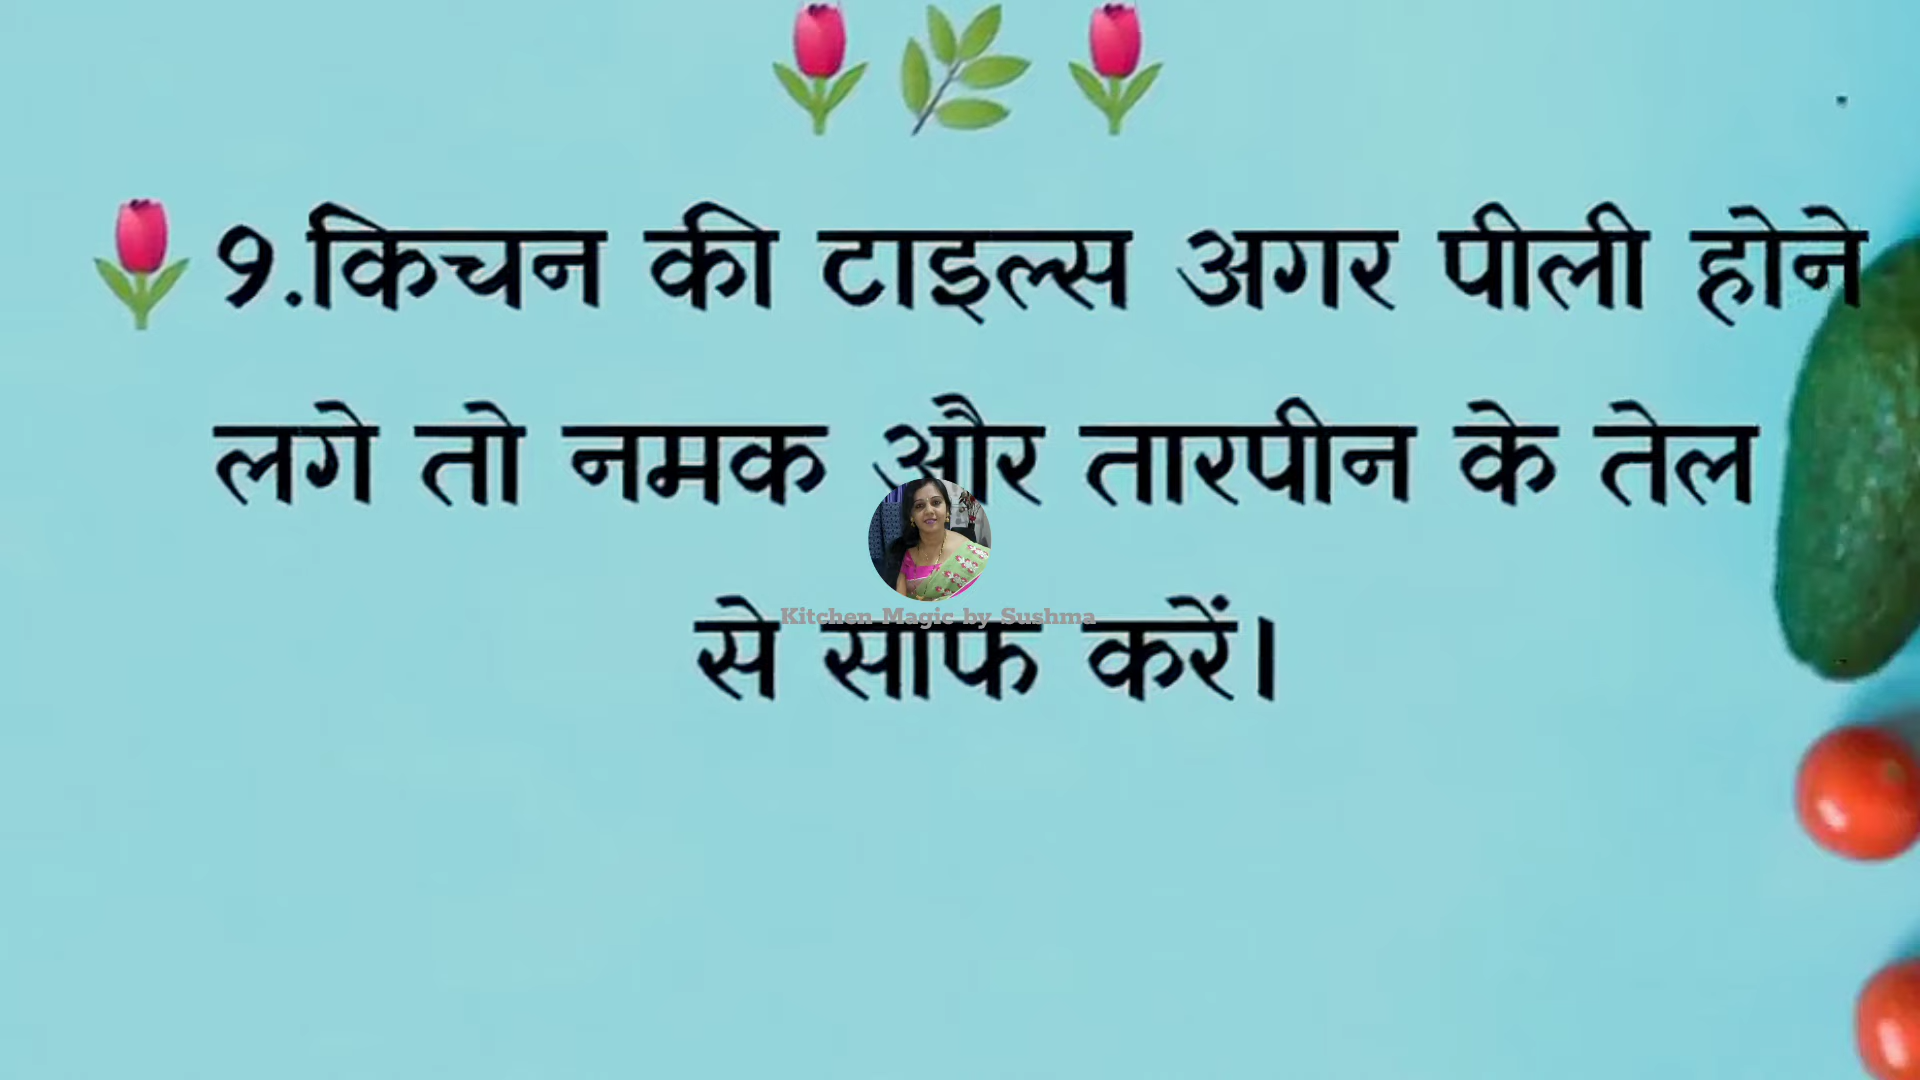 9.किचन की टाइल्स अगर पीली होने
लगे तो नमक और तारपीन के तेल
Kitchen Magic by Sushma
से साफ करें।